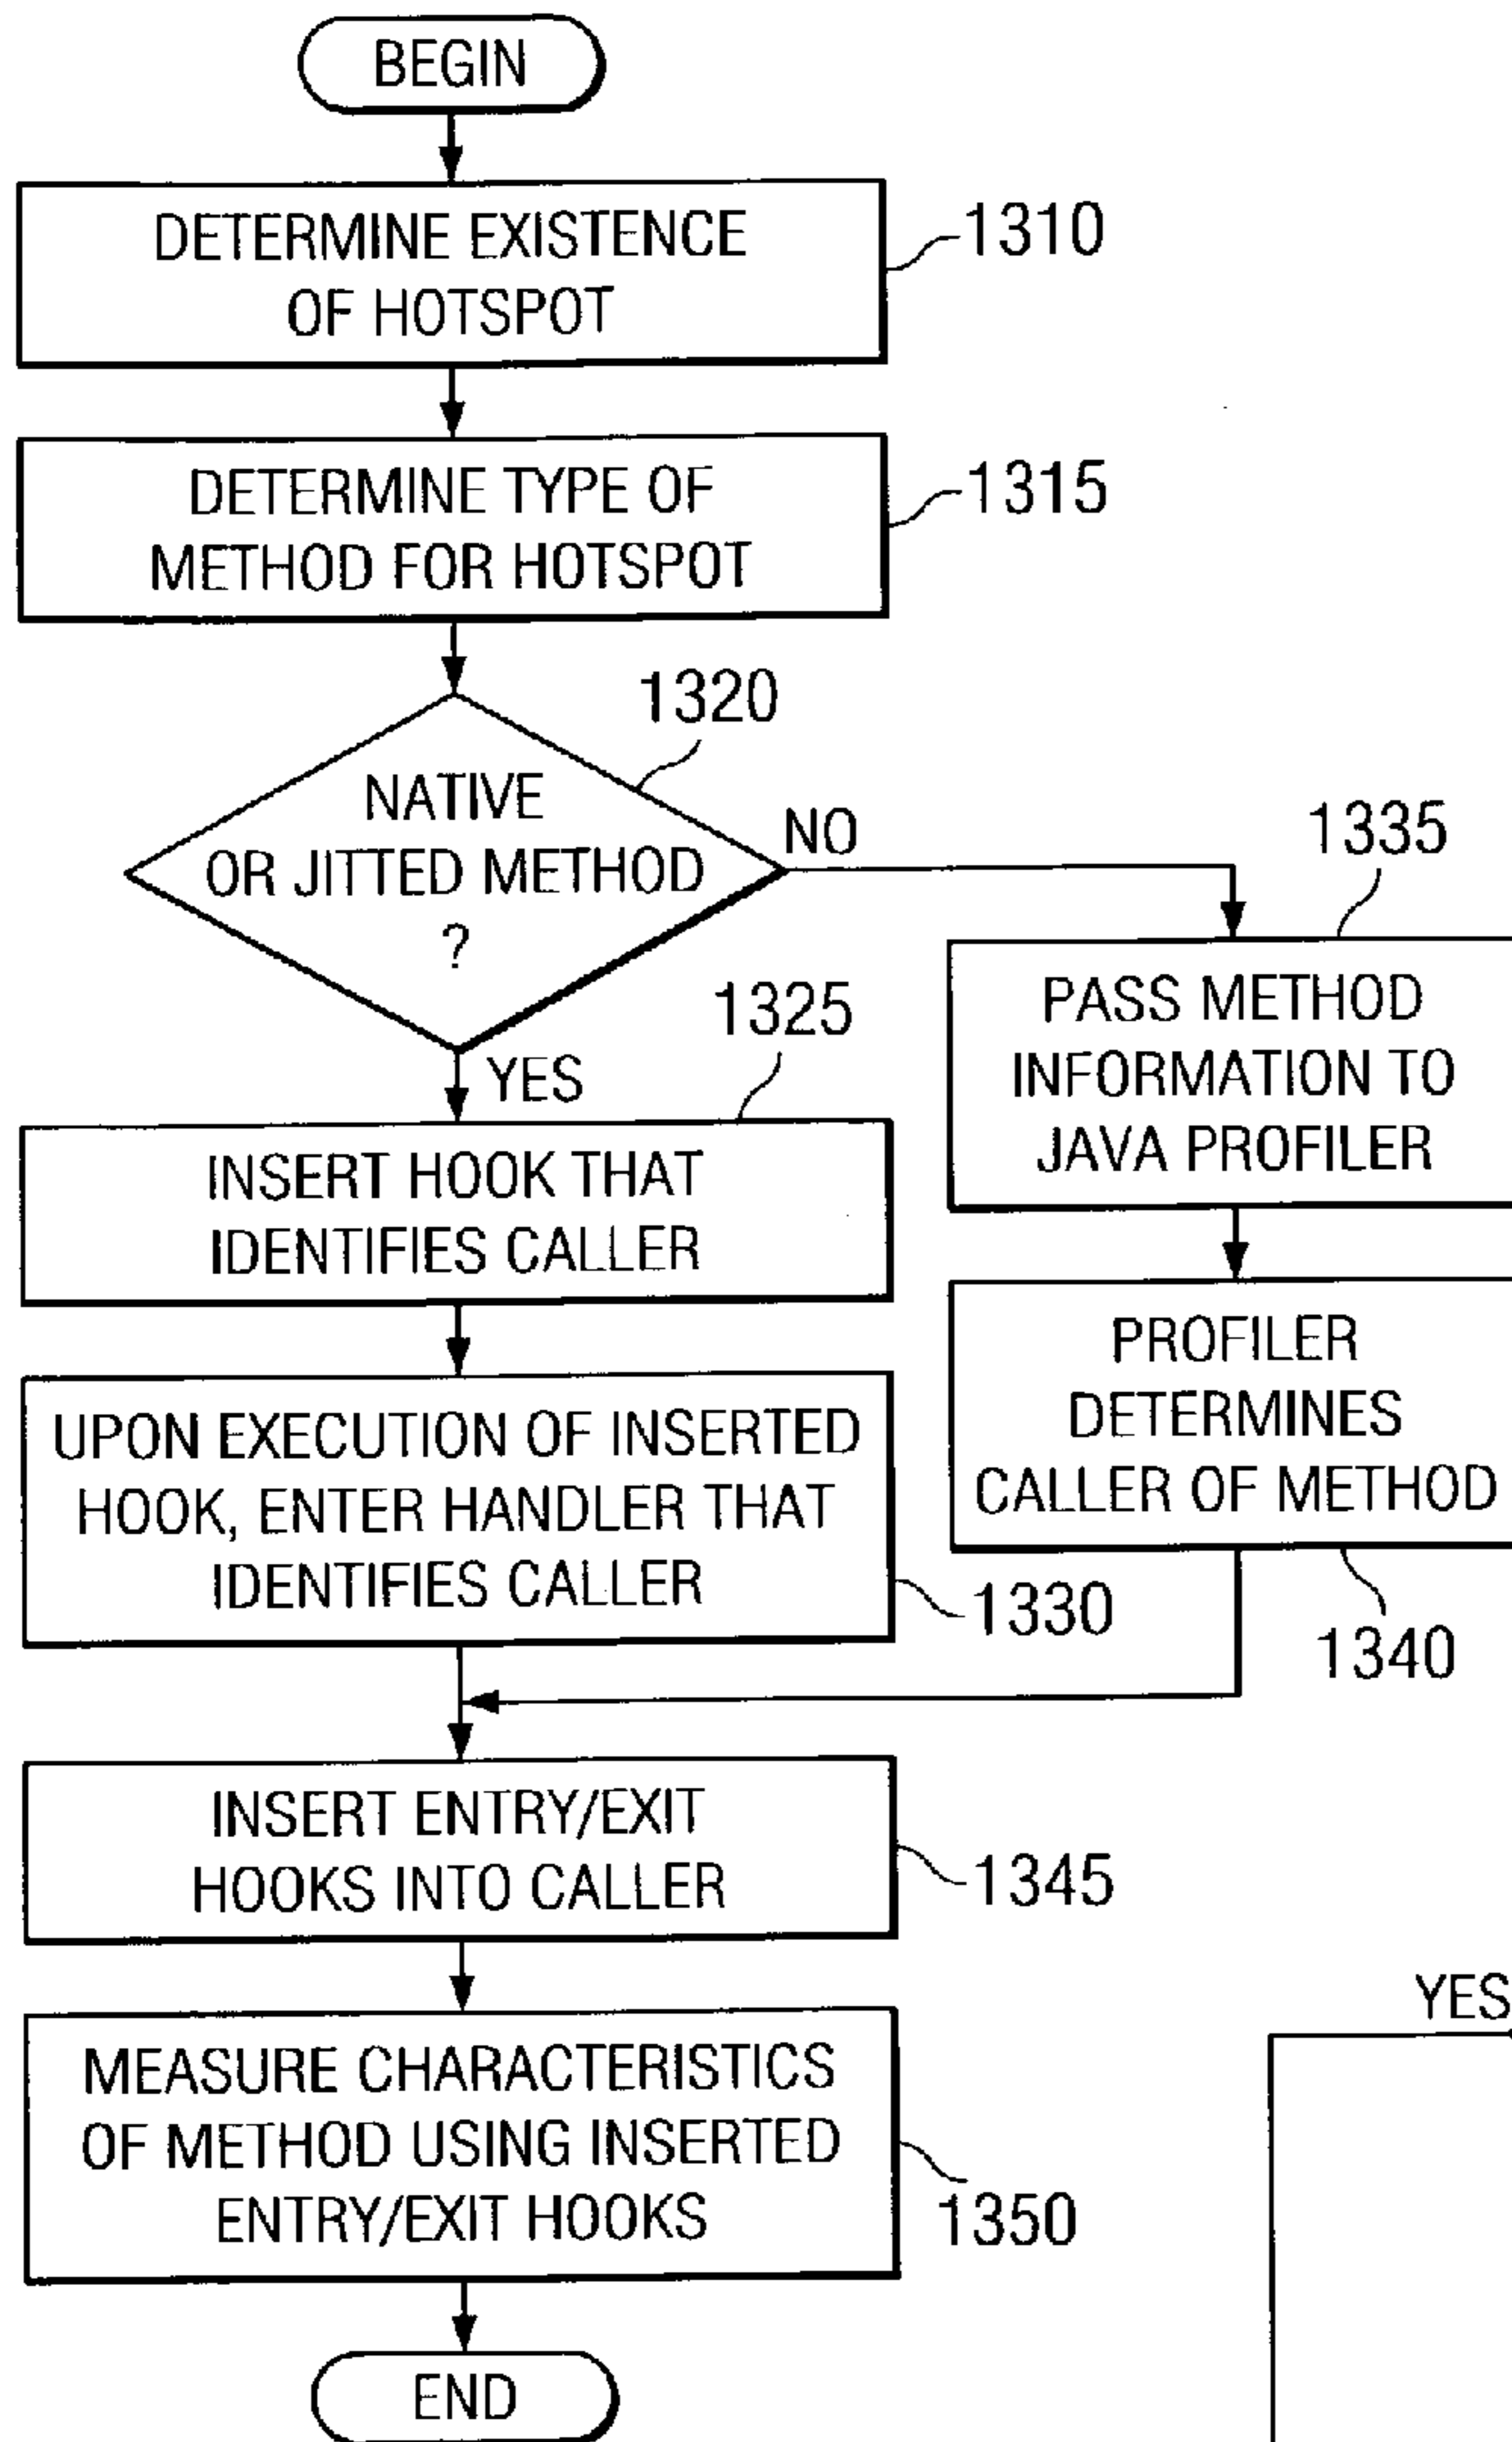 BEGIN
DETERMINE EXISTENCE
OF HOTSPOT
1310
DETERMINE TYPE OF
METHOD FOR HOTSPOT
1315
1320
NATIVE
OR JITTED METHOD
?
NO
YES
1325
INSERT HOOK THAT
IDENTIFIES CALLER
UPON EXECUTION OF INSERTED
HOOK, ENTER HANDLER THAT
IDENTIFIES CALLER
1330
1335
PASS METHOD
INFORMATION TO
JAVA PROFILER
PROFILER
DETERMINES
CALLER OF METHOD
1340
INSERT ENTRY/EXIT
HOOKS INTO CALLER
1345
MEASURE CHARACTERISTICS
OF METHOD USING INSERTED
ENTRY/EXIT HOOKS
1350
END
YES